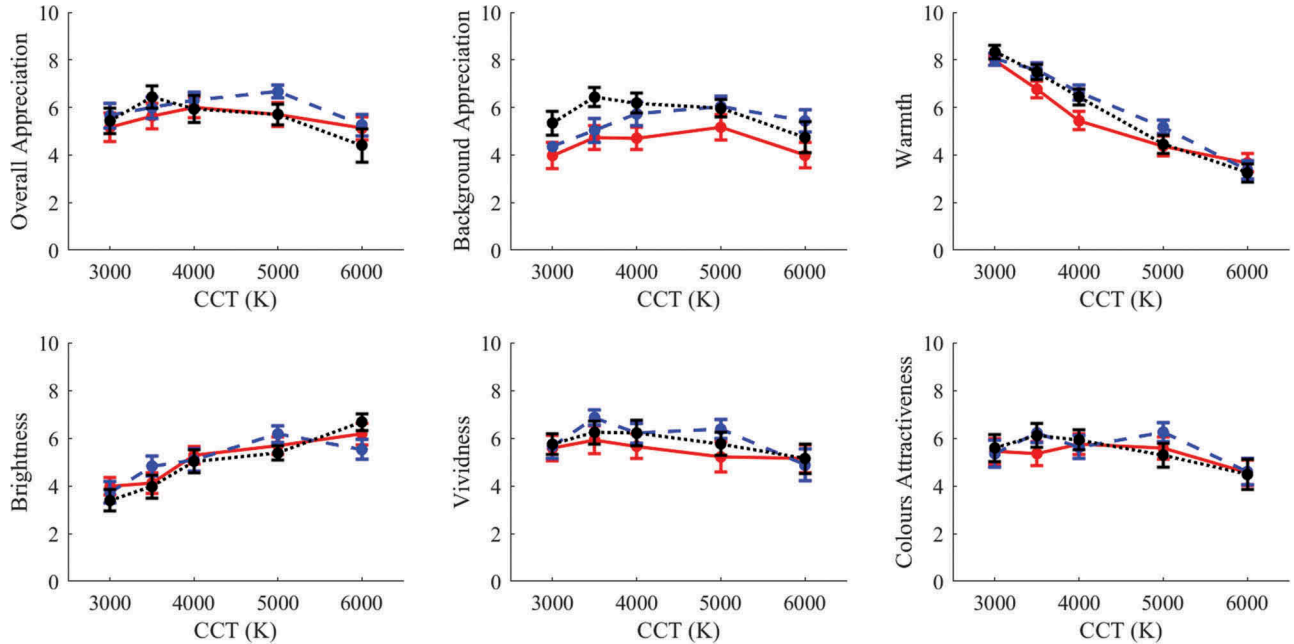 Overall Appreciation
10
8
6
4
2
0
3000 4000 5000 6000
CCT (K)
Background Appreciation
10
8
6
4
2
0
3000 4000 5000 6000
CCT (K)
Warmth
10
8
6
4
2
0
3000 4000 5000 6000
CCT (K)
Brightness
10
8
6
4
2
0
3000 4000 5000 6000
CCT (K)
Vividness
10
8
6
4
2
0
3000 4000 5000 6000
CCT (K)
Colours Attractiveness
10
8
6
4
2
0
3000 4000 5000 6000
CCT (K)